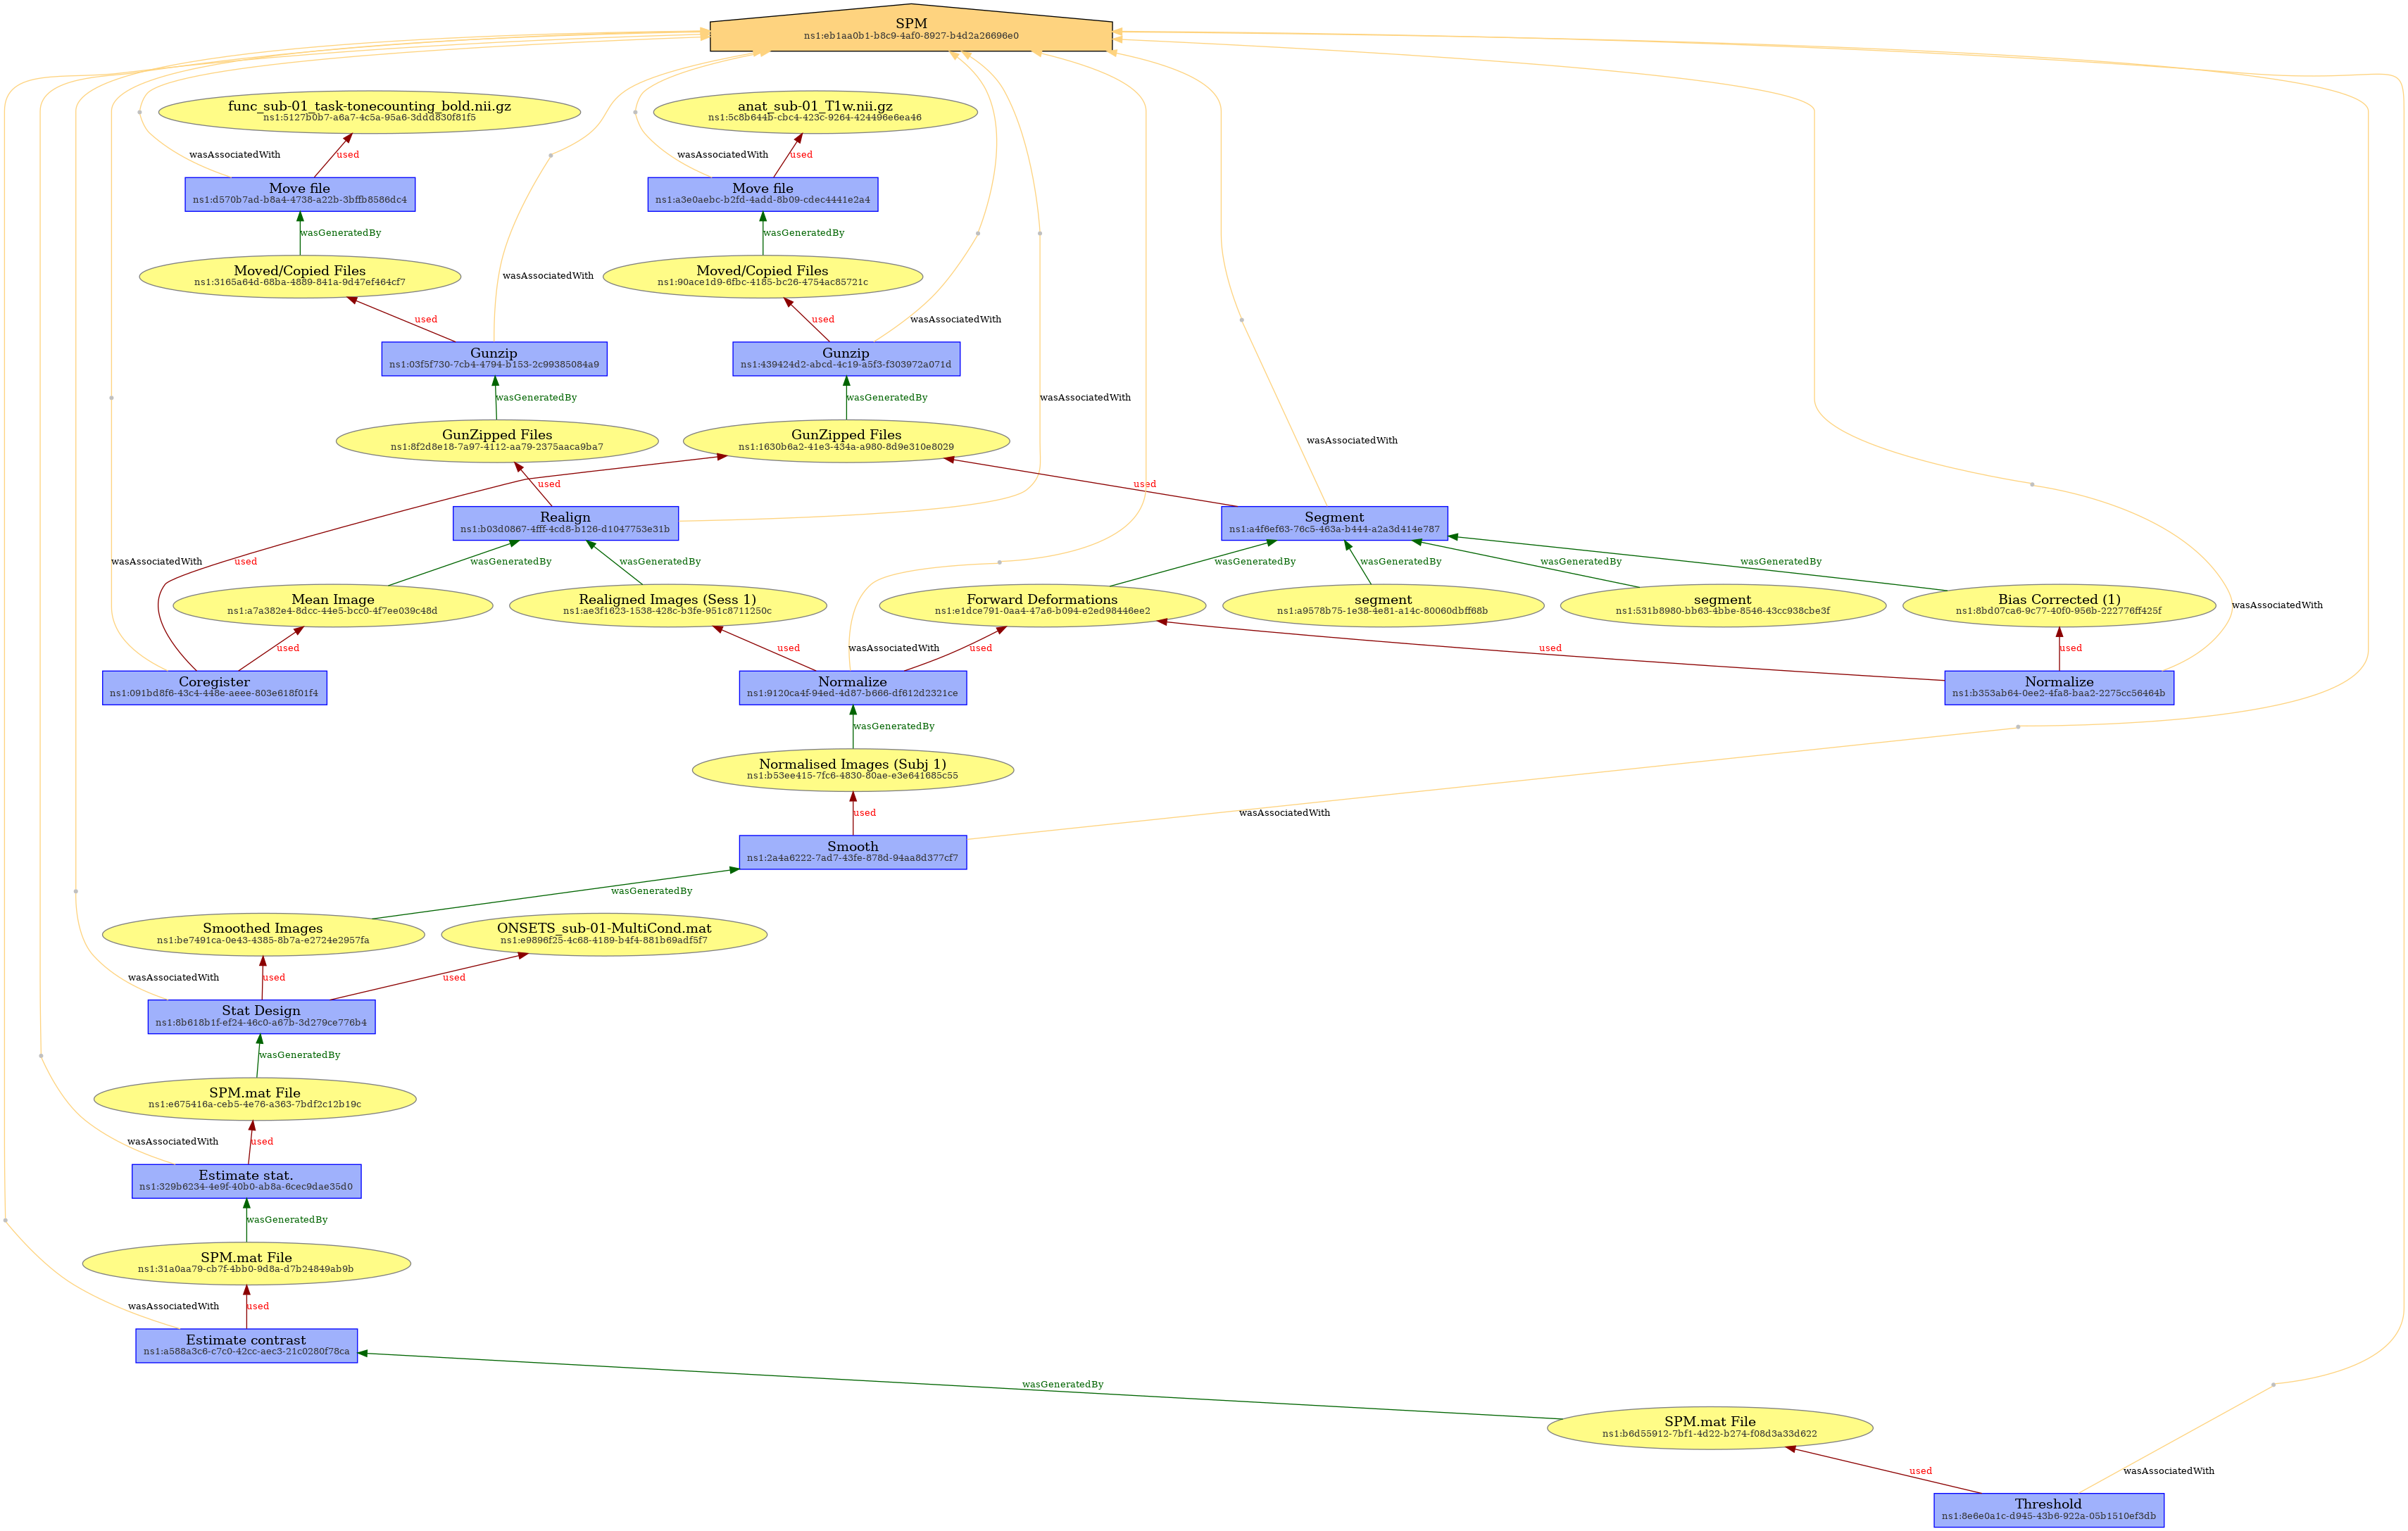 SPM
ns1:eb1aa0b1-b8c9-4af0-8927-b4d2a26696e0
func_sub-01_task-tonecounting_bold.nii.gz
ns1:5127b0b7-a6a7-4c5a-95a6-3ddd830f81f5
anat_sub-01_T1w.nii.gz
ns1:5c8b644b-cbc4-423c-9264-424496e6ea46
wasAssociatedWith
used
wasAssociatedWith
used
Move file
ns1:d570b7ad-b8a4-4738-a22b-3bffb8586dc4
Move file
ns1:a3e0aebc-b2fd-4add-8b09-cdec4441e2a4
wasGeneratedBy
wasGeneratedBy
Moved/Copied Files
ns1:3165a64d-68ba-4889-841a-9d47ef464cf7
wasAssociatedWith
Moved/Copied Files
ns1:90ace1d9-6fbc-4185-bc26-4754ac85721c
used
used
wasAssociatedWith
Gunzip
ns1:03f5f730-7cb4-4794-b153-2c99385084a9
Gunzip
ns1:439424d2-abcd-4c19-a5f3-f303972a071d
wasGeneratedBy
wasGeneratedBy
wasAssociatedWith
GunZipped Files
ns1:8f2d8e18-7a97-4112-aa79-2375aaca9ba7
GunZipped Files
ns1:1630b6a2-41e3-434a-a980-8d9e310e8029
wasAssociatedWith
used
used
Realign
ns1:b03d0867-4fff-4cd8-b126-d1047753e31b
Segment
ns1:a4f6ef63-76c5-463a-b444-a2a3d414e787
wasAssociatedWith
used
wasGeneratedBy
wasGeneratedBy
wasGeneratedBy
wasGeneratedBy
wasGeneratedBy
wasGeneratedBy
Mean Image
ns1:a7a382e4-8dcc-44e5-bcc0-4f7ee039c48d
Realigned Images (Sess 1)
ns1:ae3f1623-1538-428c-b3fe-951c8711250c
Forward Deformations
ns1:e1dce791-0aa4-47a6-b094-e2ed98446ee2
segment
ns1:a9578b75-1e38-4e81-a14c-80060dbff68b
segment
ns1:531b8980-bb63-4bbe-8546-43cc938cbe3f
Bias Corrected (1)
ns1:8bd07ca6-9c77-40f0-956b-222776ff425f
wasAssociatedWith
used
used
wasAssociatedWith
used
used
used
Coregister
ns1:091bd8f6-43c4-448e-aeee-803e618f01f4
Normalize
ns1:9120ca4f-94ed-4d87-b666-df612d2321ce
Normalize
ns1:b353ab64-0ee2-4fa8-baa2-2275cc56464b
wasGeneratedBy
Normalised Images (Subj 1)
ns1:b53ee415-7fc6-4830-80ae-e3e641685c55
used
wasAssociatedWith
Smooth
ns1:2a4a6222-7ad7-43fe-878d-94aa8d377cf7
wasGeneratedBy
Smoothed Images
ns1:be7491ca-0e43-4385-8b7a-e2724e2957fa
ONSETS_sub-01-MultiCond.mat
ns1:e9896f25-4c68-4189-b4f4-881b69adf5f7
wasAssociatedWith
used
used
Stat Design
ns1:8b618b1f-ef24-46c0-a67b-3d279ce776b4
wasGeneratedBy
SPM.mat File
ns1:e675416a-ceb5-4e76-a363-7bdf2c12b19c
wasAssociatedWith
used
Estimate stat.
ns1:329b6234-4e9f-40b0-ab8a-6cec9dae35d0
wasGeneratedBy
SPM.mat File
ns1:31a0aa79-cb7f-4bb0-9d8a-d7b24849ab9b
wasAssociatedWith
used
Estimate contrast
ns1:a588a3c6-c7c0-42cc-aec3-21c0280f78ca
wasGeneratedBy
SPM.mat File
ns1:b6d55912-7bf1-4d22-b274-f08d3a33d622
used
wasAssociatedWith
Threshold
ns1:8e6e0a1c-d945-43b6-922a-05b1510ef3db